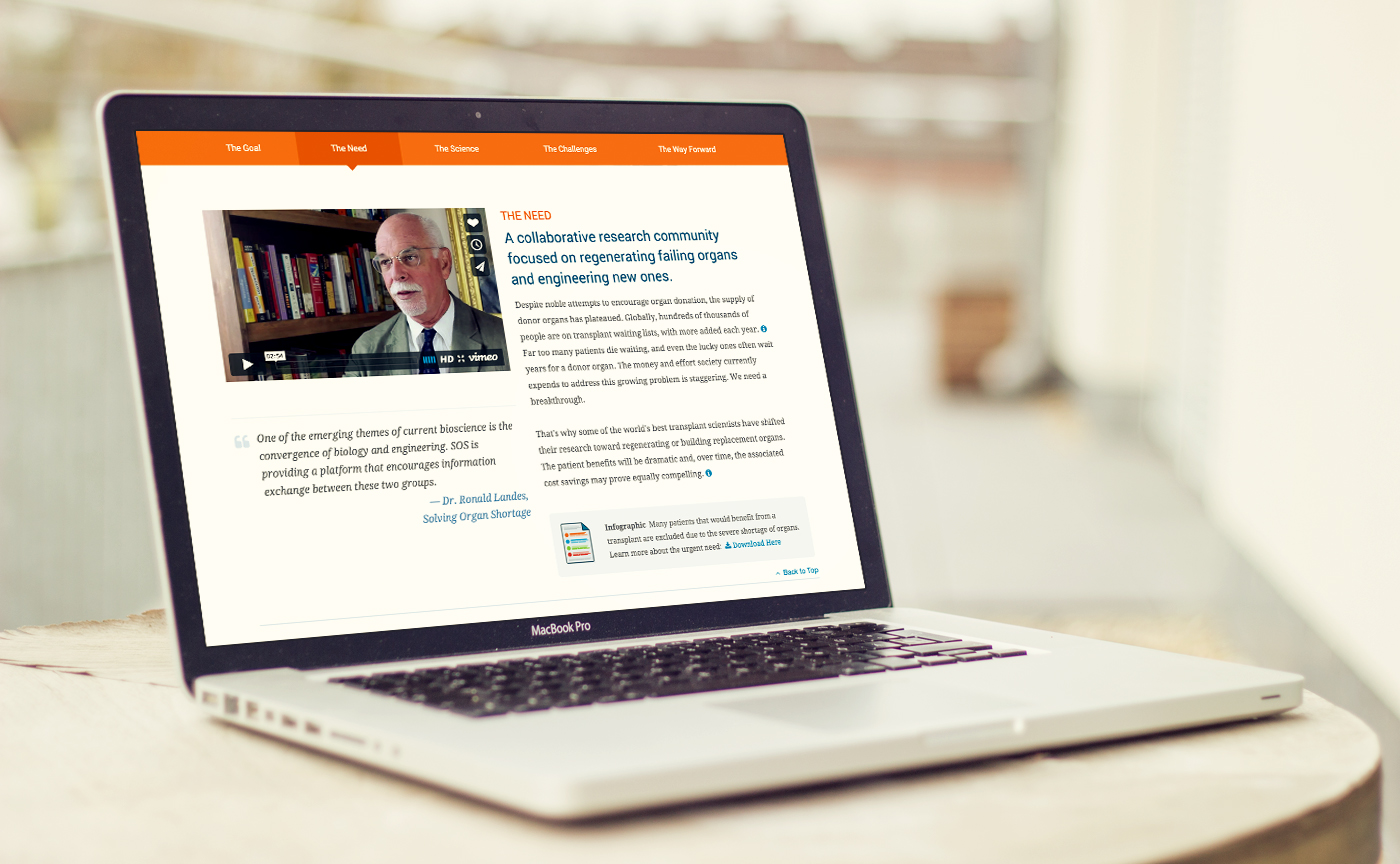 The Goal The Need The Science The Challenges The Way Forward
02:54
HD vimeo
One of the emerging themes of current bioscience is the
convergence of biology and engineering. SOS is
providing a platform that encourages information
exchange between these two groups.
— Dr. Ronald Landes,
Solving Organ Shortage
THE NEED
A collaborative research community
focused on regenerating failing organs
and engineering new ones.
Despite noble attempts to encourage organ donation, the supply of
donor organs has plateaued. Globally, hundreds of thousands of
people are on transplant waiting lists, with more added each year.
Far too many patients die waiting, and even the lucky ones often wait
years for a donor organ. The money and effort society currently
expends to address this growing problem is staggering. We need a
breakthrough.
That's why some of the world's best transplant scientists have shifted
their research toward regenerating or building replacement organs.
The patient benefits will be dramatic and, over time, the associated
cost savings may prove equally compelling.
Infographic Many patients that would benefit from a
transplant are excluded due to the severe shortage of organs.
Learn more about the urgent need: Download Here
Back to Top
MacBook Pro